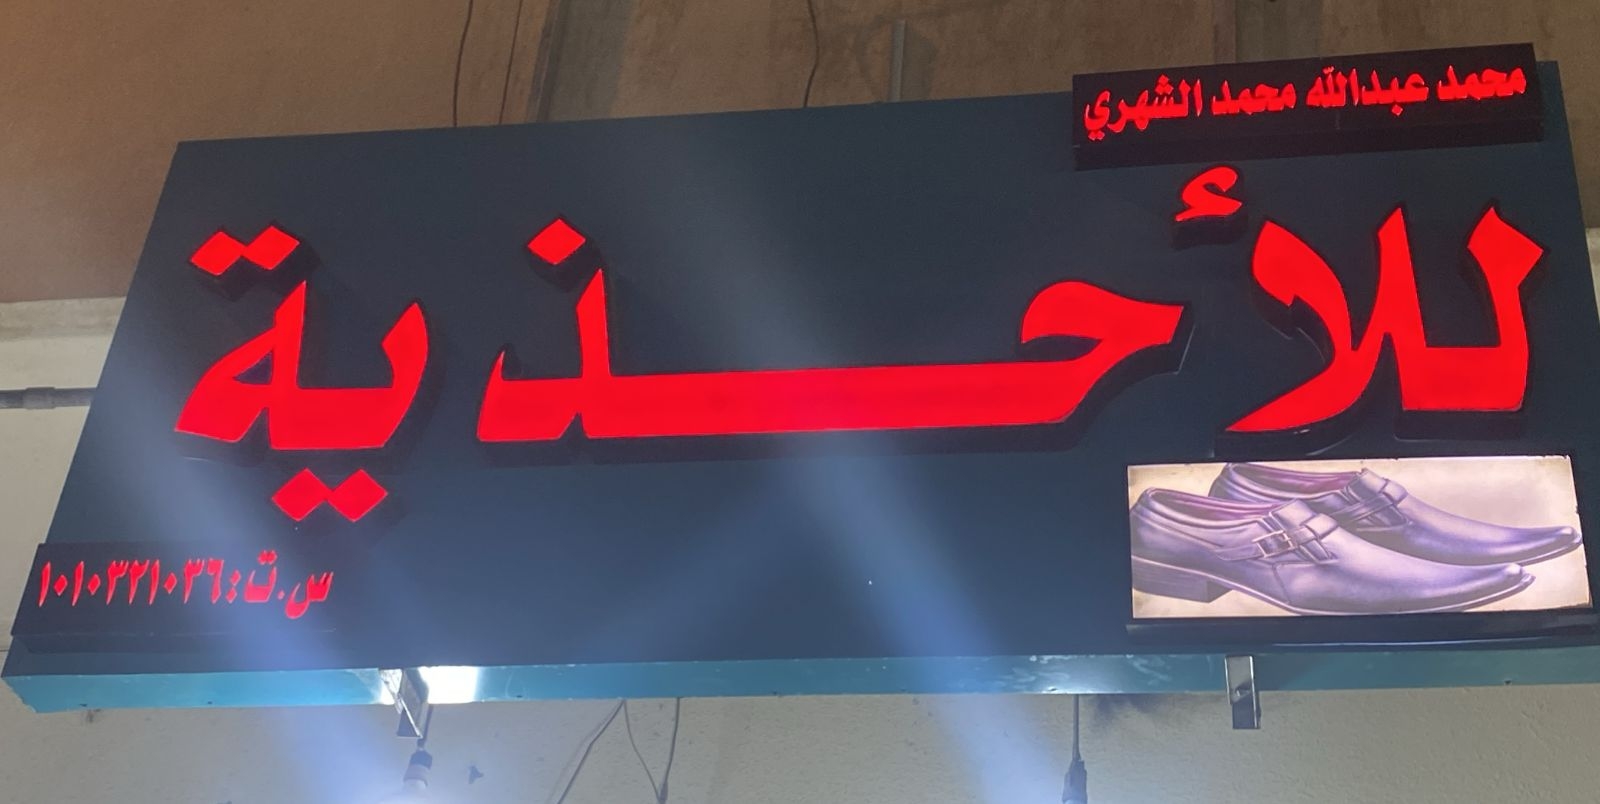 محمد عبدالله محمد الشهري
للأحذية
س.ت: ١٠١٠٣٢١٠٣٦